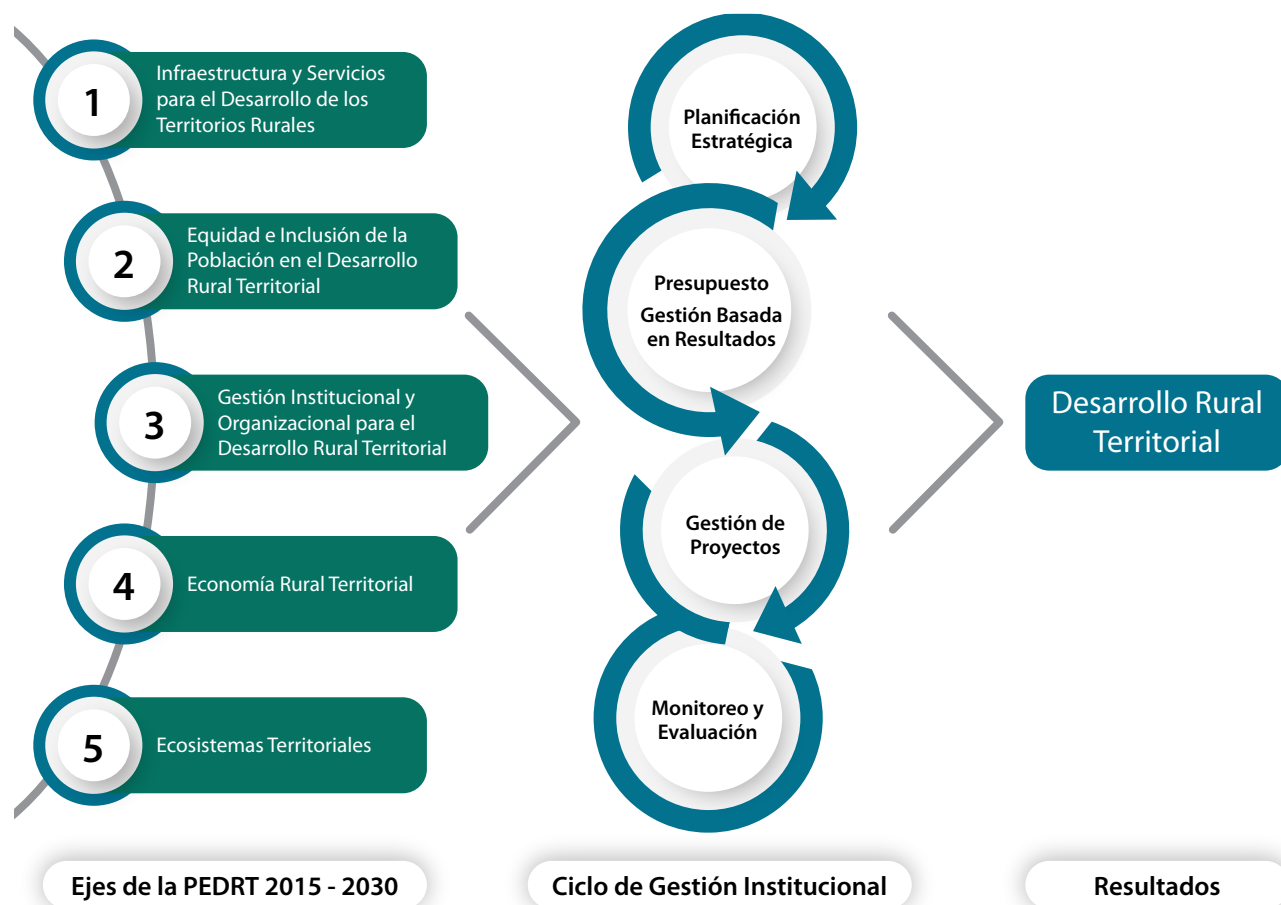 1
Infraestructura y Servicios
para el Desarrollo de los
Territorios Rurales
2
Equidad e Inclusión de la
Población en el Desarrollo
Rural Territorial
3
Gestión Institucional y
Organizacional para el
Desarrollo Rural Territorial
4
Economía Rural Territorial
5
Ecosistemas Territoriales
Ejes de la PEDRT 2015 - 2030
Planificación
Estratégica
Presupuesto
Gestión Basada
en Resultados
Gestión de
Proyectos
Monitoreo y
Evaluación
Ciclo de Gestión Institucional
Desarrollo Rural
Territorial
Resultados